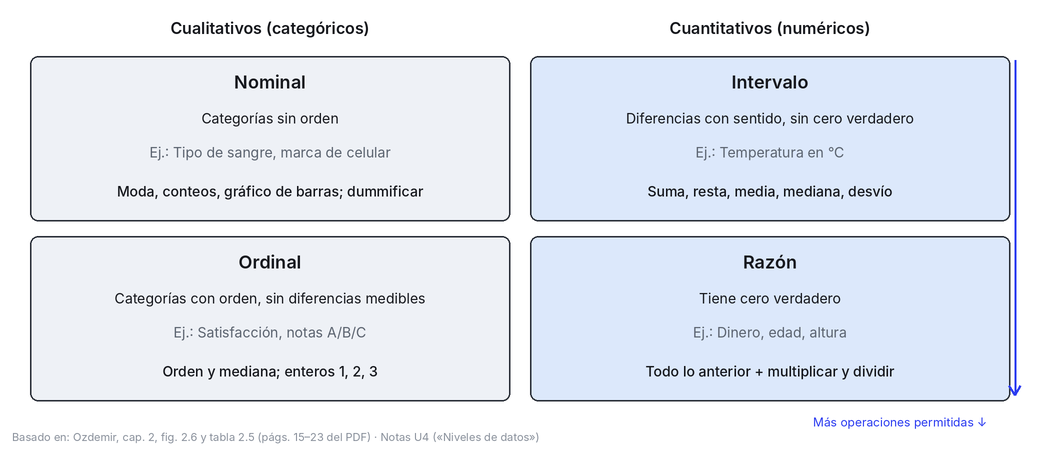 Cualitativos (categóricos)
Nominal
Categorías sin orden
Ej.: Tipo de sangre, marca de celular
Moda, conteos, gráfico de barras; dummificar
Ordinal
Categorías con orden, sin diferencias medibles
Ej.: Satisfacción, notas A/B/C
Orden y mediana; enteros 1, 2, 3
Cuantitativos (numéricos)
Intervalo
Diferencias con sentido, sin cero verdadero
Ej.: Temperatura en °C
Suma, resta, media, mediana, desvío
Razón
Tiene cero verdadero
Ej.: Dinero, edad, altura
Todo lo anterior + multiplicar y dividir
Más operaciones permitidas ↓
Basado en: Ozdemir, cap. 2, fig. 2.6 y tabla 2.5 (págs. 15–23 del PDF) · Notas U4 («Niveles de datos»)